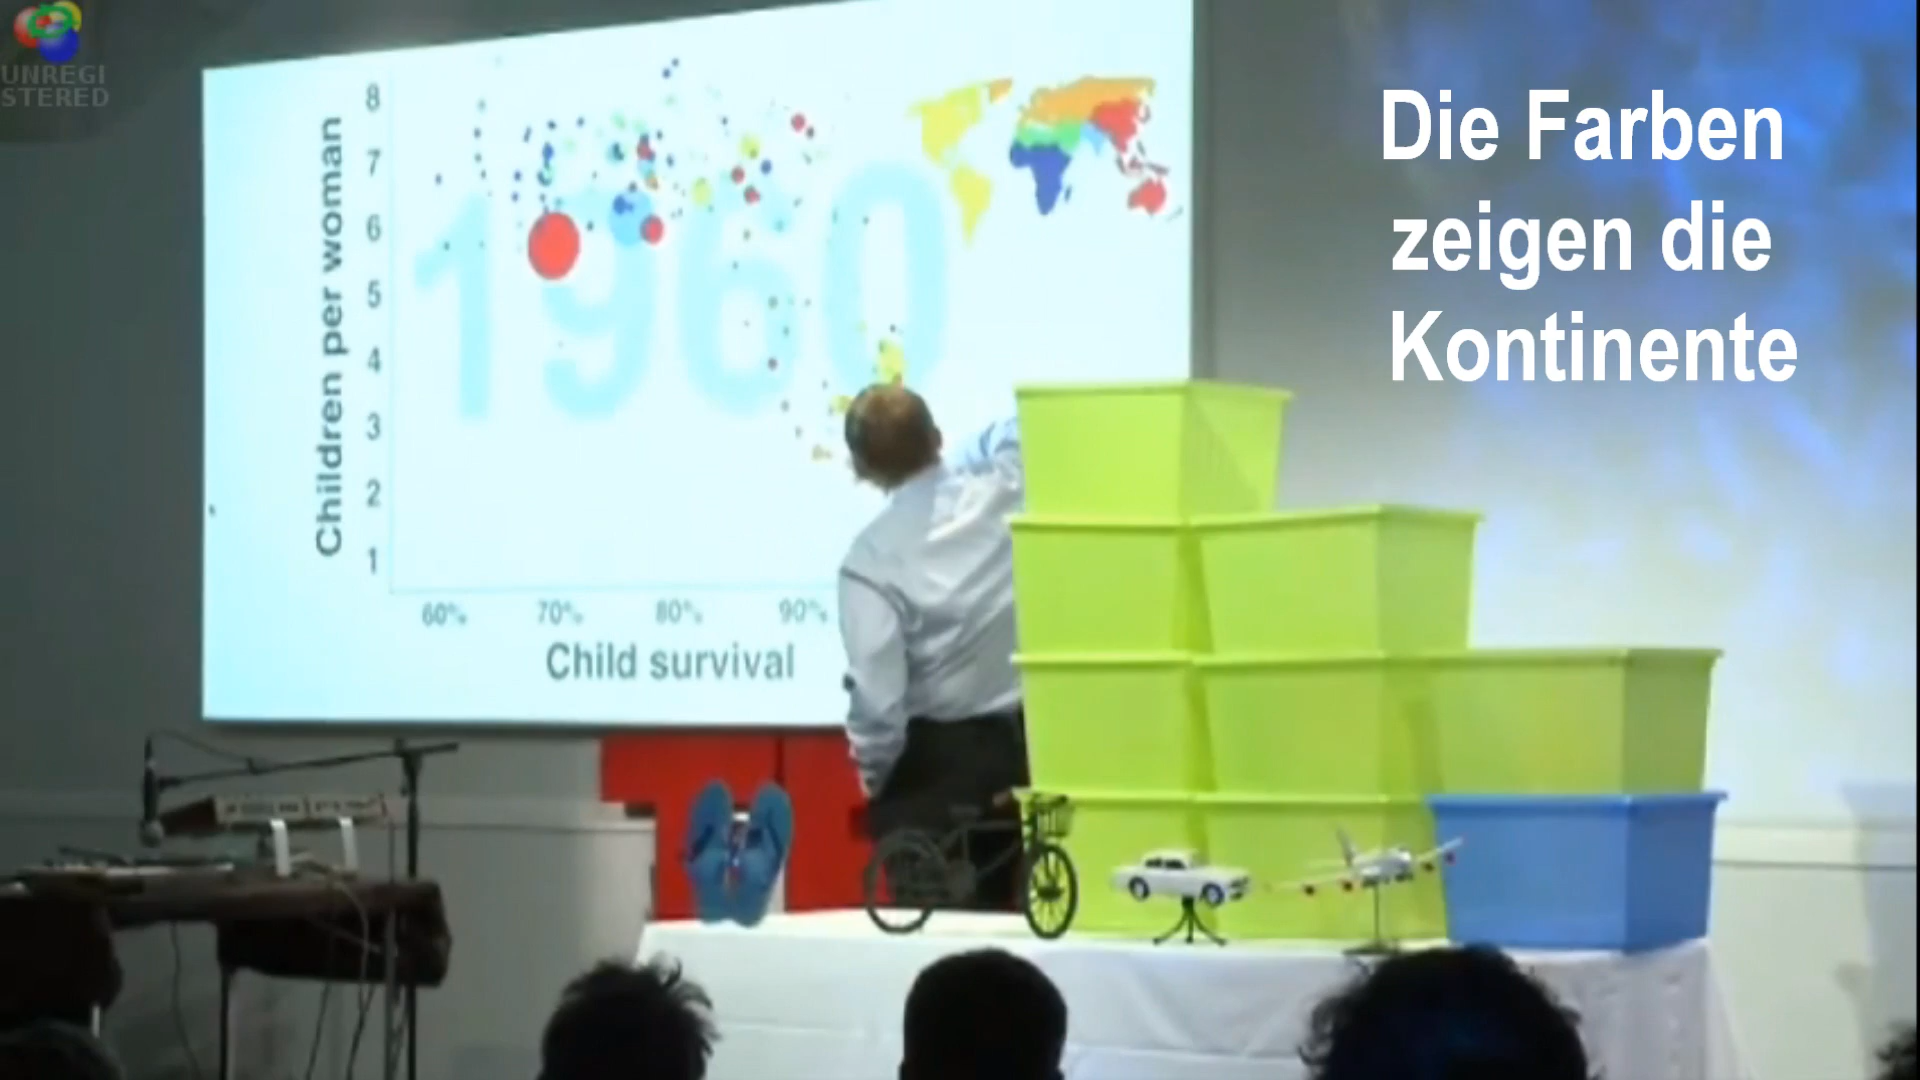 UNREGI
STERED
Die Farben
zeigen die
Kontinente
1960
Children per woman
8
7
6
5
4
3
2
1
60%
70%
80%
90%
Child survival